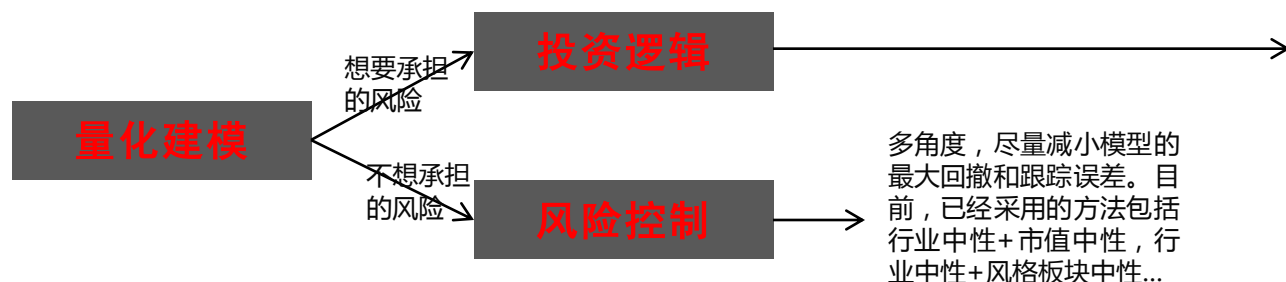 投资逻辑
想要承担
的风险
量化建模
不想承担
的风险
风险控制
多角度，尽量减小模型的
最大回撤和跟踪误差。目
前，已经采用的方法包括
行业中性+市值中性，行
业中性+风格板块中性…